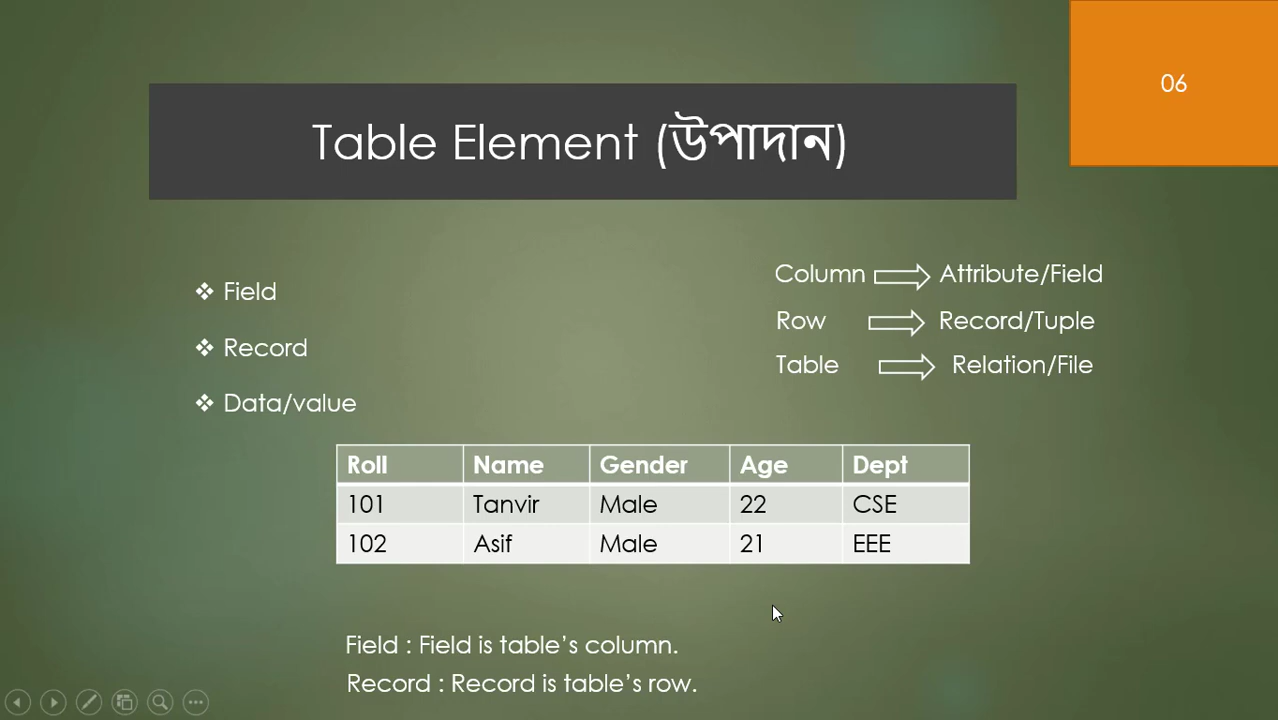 06
Table Element (উপাদান)
❖ Field
❖ Record
❖ Data/value
Column ⇨ Attribute/Field
Row ⇨ Record/Tuple
Table ⇨ Relation/File
Roll Name Gender Age Dept
101 Tanvir Male 22 CSE
102 Asif Male 21 EEE
Field : Field is table’s column.
Record : Record is table’s row.